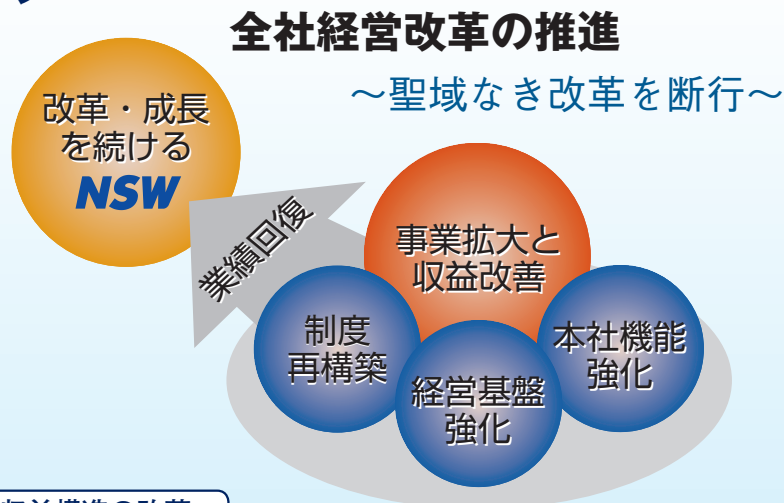 全社経営改革の推進
〜聖域なき改革を断行〜
改革・成長
を続ける
NSW
業績回復
事業拡大と
収益改善
制度
再構築
経営基盤
強化
本社機能
強化